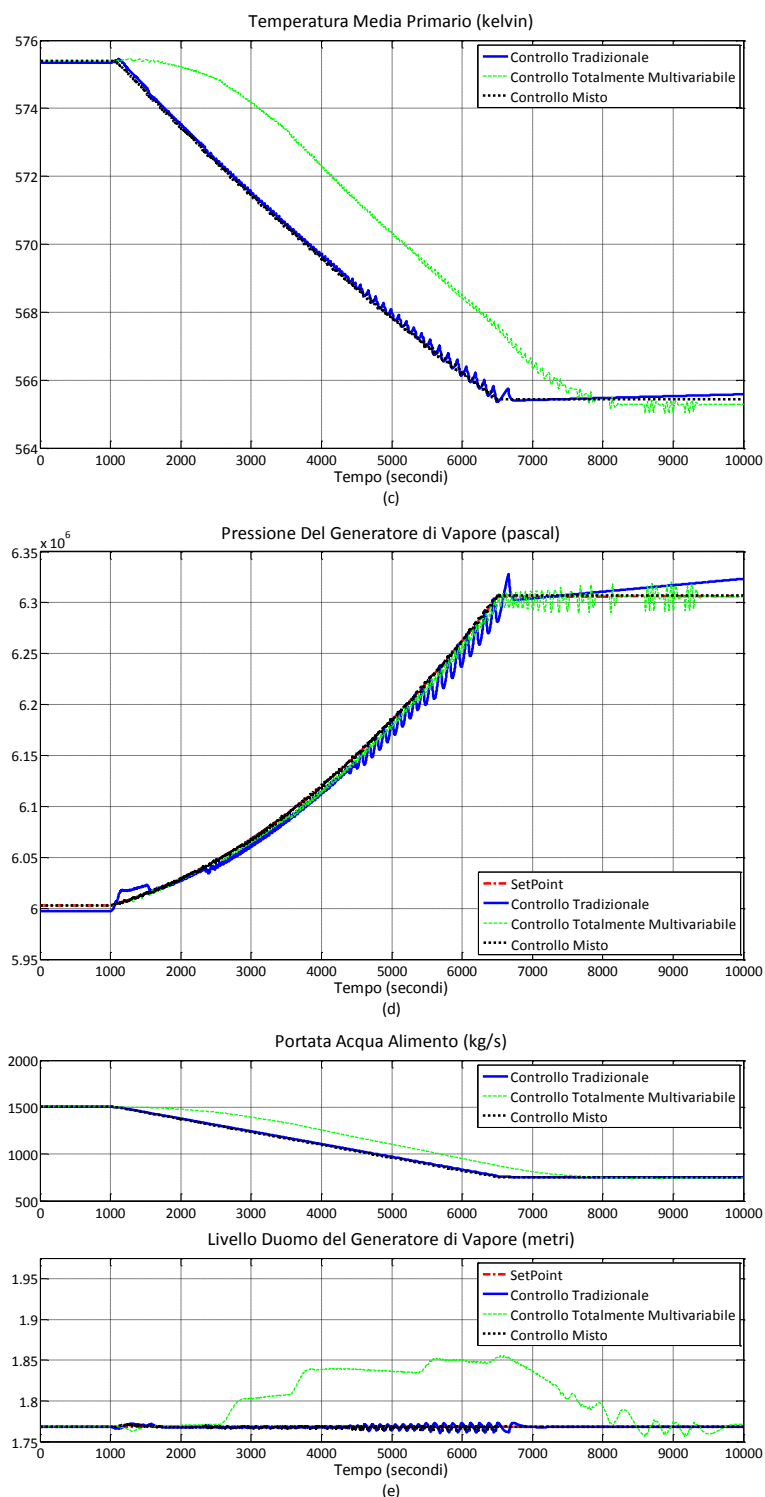 Temperatura Media Primario (kelvin)
576
574
572
570
568
566
564
Controllo Tradizionale
Controllo Totalmente Multivariabile
Controllo Misto
0 1000 2000 3000 4000 5000 6000 7000 8000 9000 10000
Tempo (secondi)
(c)
Pressione Del Generatore di Vapore (pascal)
x 10^6
6.35
6.3
6.25
6.2
6.15
6.1
6.05
6
5.95
SetPoint
Controllo Tradizionale
Controllo Totalmente Multivariabile
Controllo Misto
0 1000 2000 3000 4000 5000 6000 7000 8000 9000 10000
Tempo (secondi)
(d)
Portata Acqua Alimento (kg/s)
2000
1500
1000
500
Controllo Tradizionale
Controllo Totalmente Multivariabile
Controllo Misto
0 1000 2000 3000 4000 5000 6000 7000 8000 9000 10000
Livello Duomo del Generatore di Vapore (metri)
1.95
1.9
1.85
1.8
1.75
SetPoint
Controllo Tradizionale
Controllo Totalmente Multivariabile
Controllo Misto
0 1000 2000 3000 4000 5000 6000 7000 8000 9000 10000
Tempo (secondi)
(e)